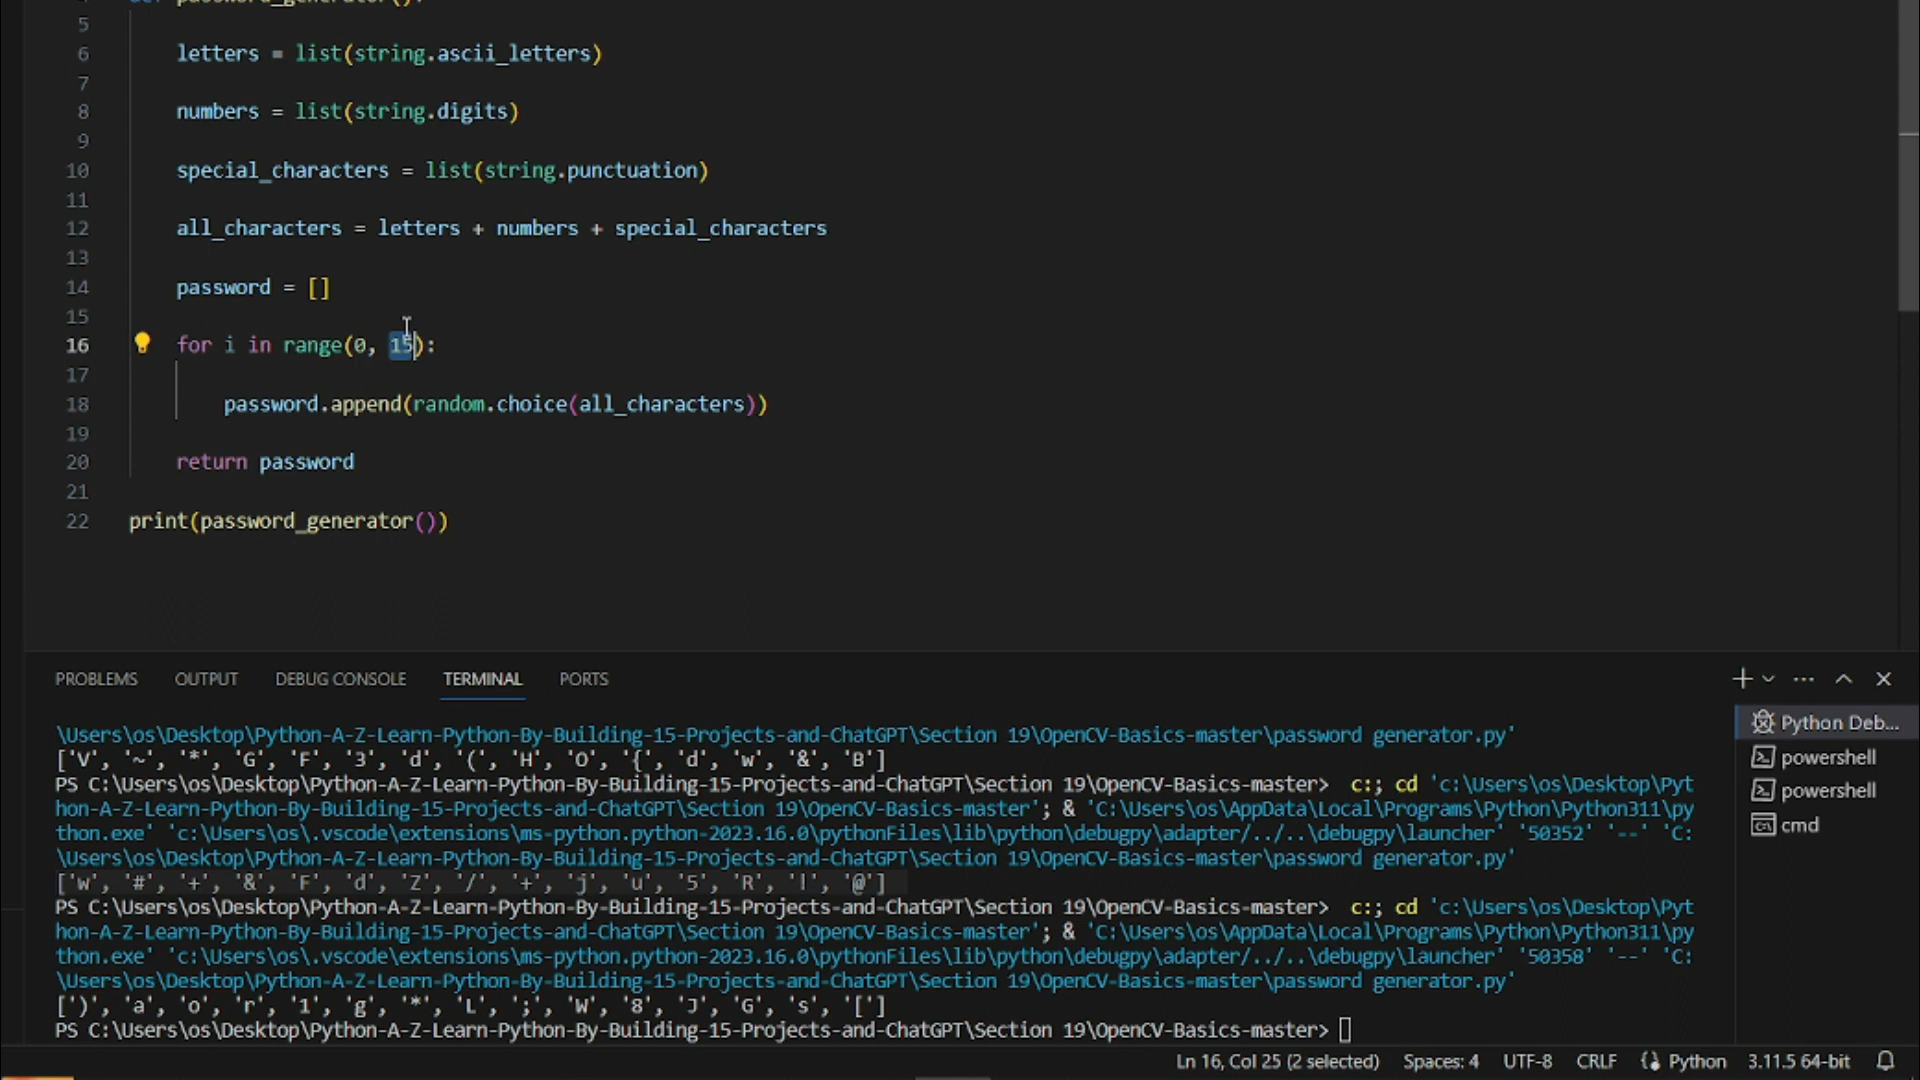 5
6 letters = list(string.ascii_letters)
7
8 numbers = list(string.digits)
9
10 special_characters = list(string.punctuation)
11
12 all_characters = letters + numbers + special_characters
13
14 password = []
15
16 for i in range(0, 15):
17
18 password.append(random.choice(all_characters))
19
20 return password
21
22 print(password_generator())
PROBLEMS OUTPUT DEBUG CONSOLE TERMINAL PORTS
\Users\os\Desktop\Python-A-Z-Learn-Python-By-Building-15-Projects-and-ChatGPT\Section 19\OpenCV-Basics-master\password generator.py'
['V', '~', '*', 'G', 'F', '3', 'd', '(', 'H', 'O', '{', 'd', 'w', '&', 'B']
PS C:\Users\os\Desktop\Python-A-Z-Learn-Python-By-Building-15-Projects-and-ChatGPT\Section 19\OpenCV-Basics-master> c:; cd 'c:\Users\os\Desktop\Pyt
hon-A-Z-Learn-Python-By-Building-15-Projects-and-ChatGPT\Section 19\OpenCV-Basics-master'; & 'C:\Users\os\AppData\Local\Programs\Python\Python311\py
thon.exe' 'c:\Users\os\.vscode\extensions\ms-python.python-2023.16.0\pythonFiles\lib\python\debugpy\adapter/../..\debugpy\launcher' '50352' '--' 'C:
\Users\os\Desktop\Python-A-Z-Learn-Python-By-Building-15-Projects-and-ChatGPT\Section 19\OpenCV-Basics-master\password generator.py'
['w', '#', '+', '&', 'F', 'd', 'Z', '/', '+', 'j', 'u', '5', 'R', '|', '@']
PS C:\Users\os\Desktop\Python-A-Z-Learn-Python-By-Building-15-Projects-and-ChatGPT\Section 19\OpenCV-Basics-master> c:; cd 'c:\Users\os\Desktop\Pyt
hon-A-Z-Learn-Python-By-Building-15-Projects-and-ChatGPT\Section 19\OpenCV-Basics-master'; & 'C:\Users\os\AppData\Local\Programs\Python\Python311\py
thon.exe' 'c:\Users\os\.vscode\extensions\ms-python.python-2023.16.0\pythonFiles\lib\python\debugpy\adapter/../..\debugpy\launcher' '50358' '--' 'C:
\Users\os\Desktop\Python-A-Z-Learn-Python-By-Building-15-Projects-and-ChatGPT\Section 19\OpenCV-Basics-master\password generator.py'
[')', 'a', 'o', 'r', '1', 'g', '*', 'L', ';', 'W', '8', 'J', 'G', 's', '[']
PS C:\Users\os\Desktop\Python-A-Z-Learn-Python-By-Building-15-Projects-and-ChatGPT\Section 19\OpenCV-Basics-master>
Python Deb...
powershell
powershell
cmd
Ln 16, Col 25 (2 selected) Spaces: 4 UTF-8 CRLF Python 3.11.5 64-bit